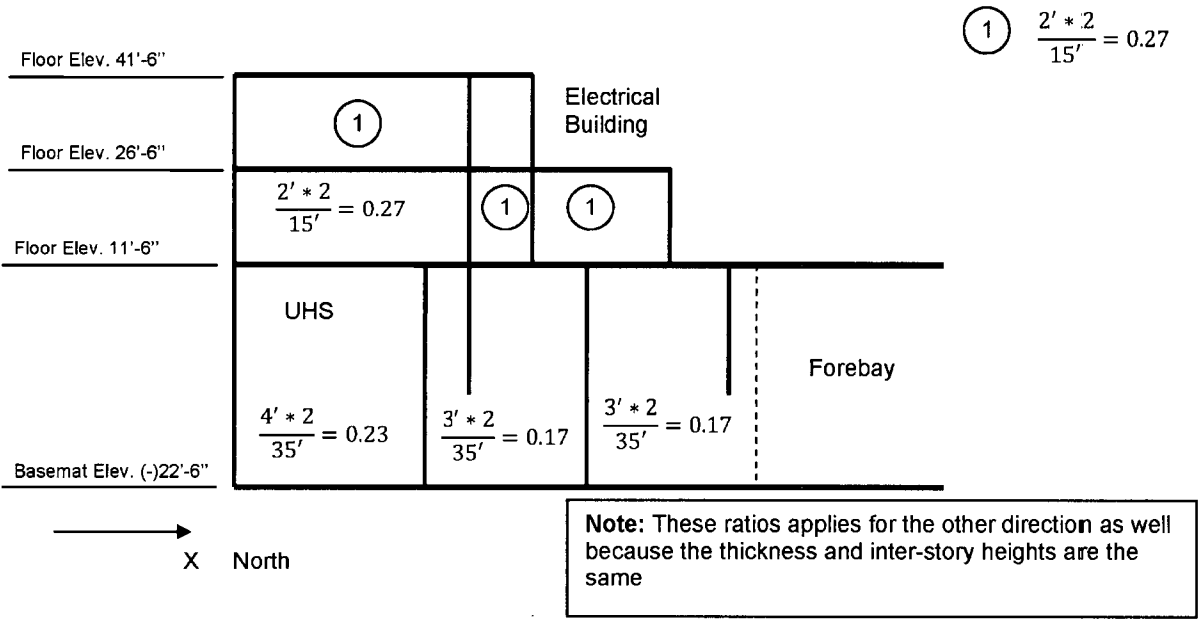 1 2′ * 2 / 15′ = 0.27
Floor Elev. 41'-6"
Electrical
Building
1
Floor Elev. 26'-6"
2′ * 2 / 15′ = 0.27
1
1
Floor Elev. 11'-6"
UHS
Forebay
4′ * 2 / 35′ = 0.23
3′ * 2 / 35′ = 0.17
3′ * 2 / 35′ = 0.17
Basemat Elev. (-)22'-6"
Note: These ratios applies for the other direction as well
because the thickness and inter-story heights are the
same
X North